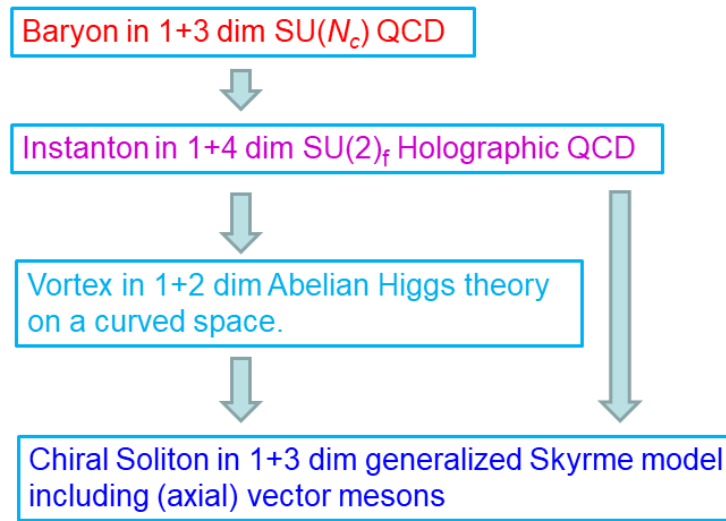 Baryon in 1+3 dim SU(Nc) QCD
Instanton in 1+4 dim SU(2)f Holographic QCD
Vortex in 1+2 dim Abelian Higgs theory
on a curved space.
Chiral Soliton in 1+3 dim generalized Skyrme model
including (axial) vector mesons